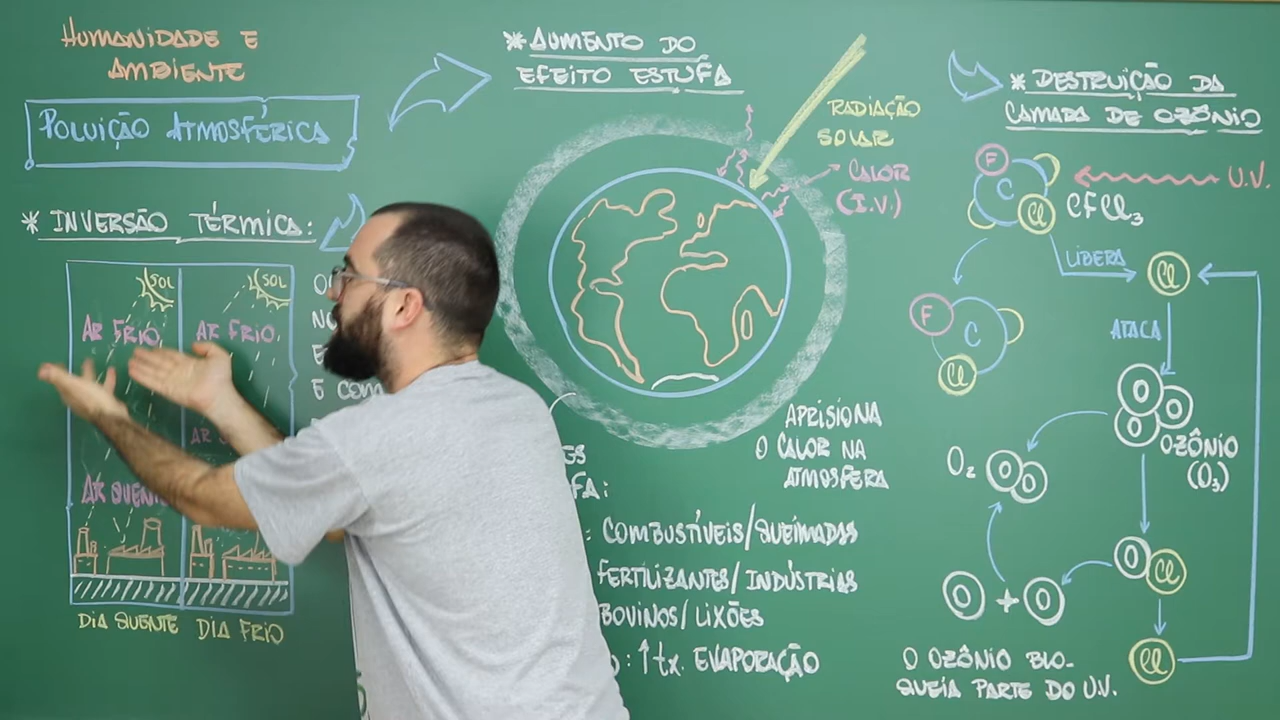 HUMANIDADE E
AMBIENTE
POLUIÇÃO ATMOSFÉRICA
* INVERSÃO TÉRMICA:
SOL
SOL
AR FRIO
AR FRIO
AR
AR QUENTE
DIA QUENTE
DIA FRIO
E
É COM
* AUMENTO DO
EFEITO ESTUFA
RADIAÇÃO
SOLAR
CALOR
(I.V.)
APRISIONA
O CALOR NA
ATMOSFERA
: COMBUSTÍVEIS/QUEIMADAS
FERTILIZANTES/INDÚSTRIAS
BOVINOS/LIXÕES
: ↑tx. EVAPORAÇÃO
* DESTRUIÇÃO DA
CAMADA DE OZÔNIO
F
C
Cl
CFCl₃
U.V.
LIBERA
Cl
F
C
Cl
ATACA
O
O
O
OZÔNIO
(O₃)
O₂
O
O
O
Cl
O + O
Cl
O OZÔNIO BLO-
QUEIA PARTE DO U.V.